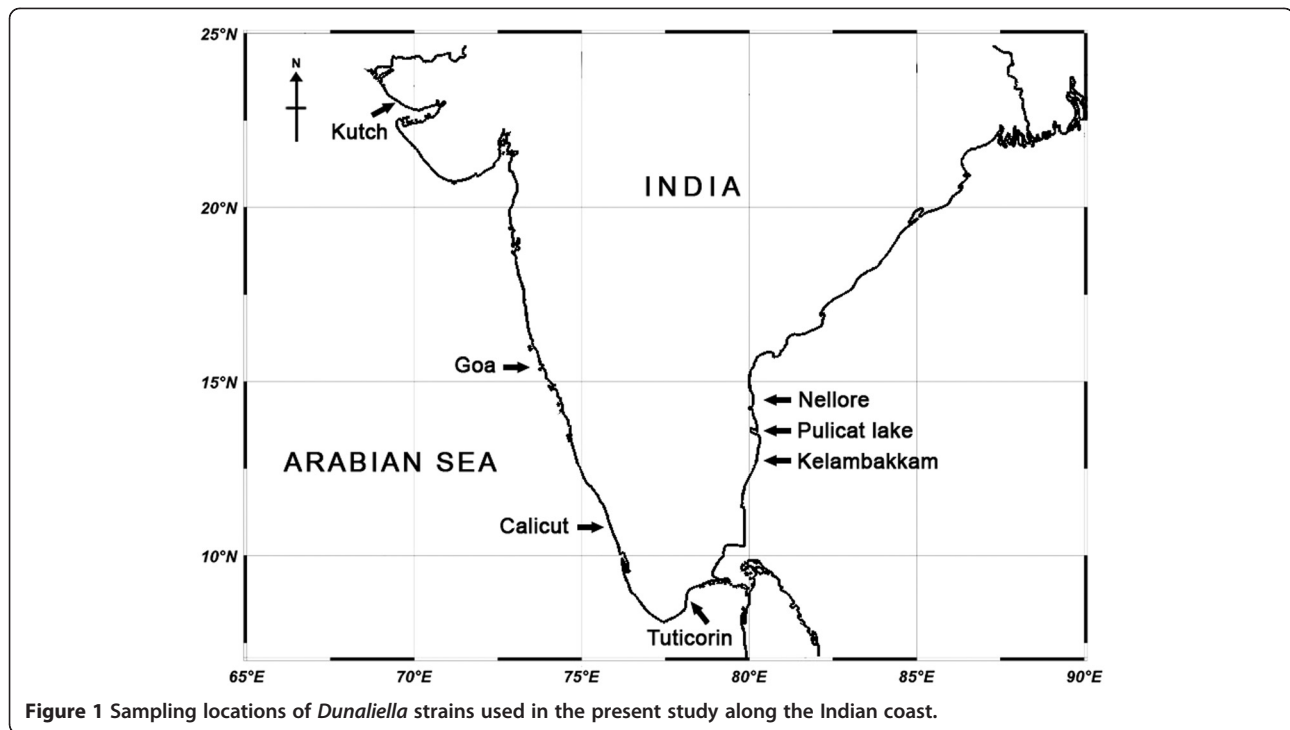 25°N
N
Kutch
INDIA
20°N
Goa
15°N
Nellore
Pulicat lake
ARABIAN SEA
Kelambakkam
Calicut
10°N
Tuticorin
65°E 70°E 75°E 80°E 85°E 90°E
Figure 1 Sampling locations of Dunaliella strains used in the present study along the Indian coast.